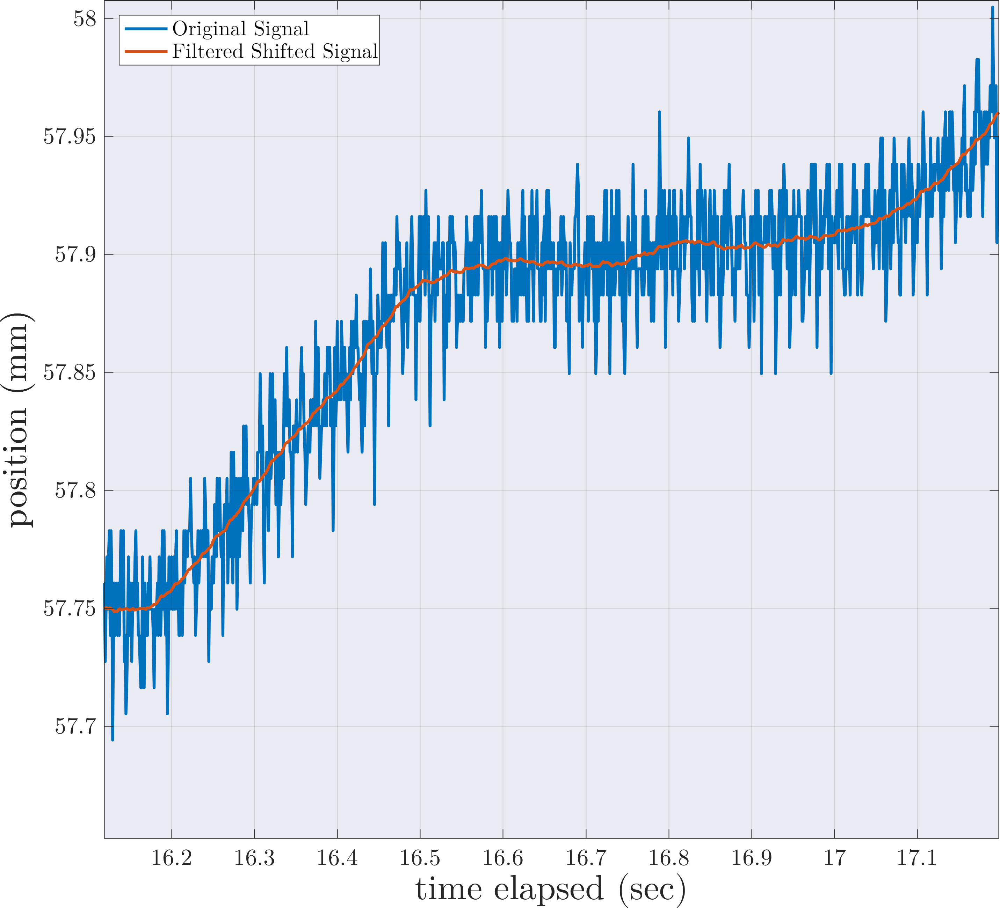 Original Signal
Filtered Shifted Signal
58
57.95
57.9
57.85
57.8
57.75
57.7
position (mm)
16.2 16.3 16.4 16.5 16.6 16.7 16.8 16.9 17 17.1
time elapsed (sec)